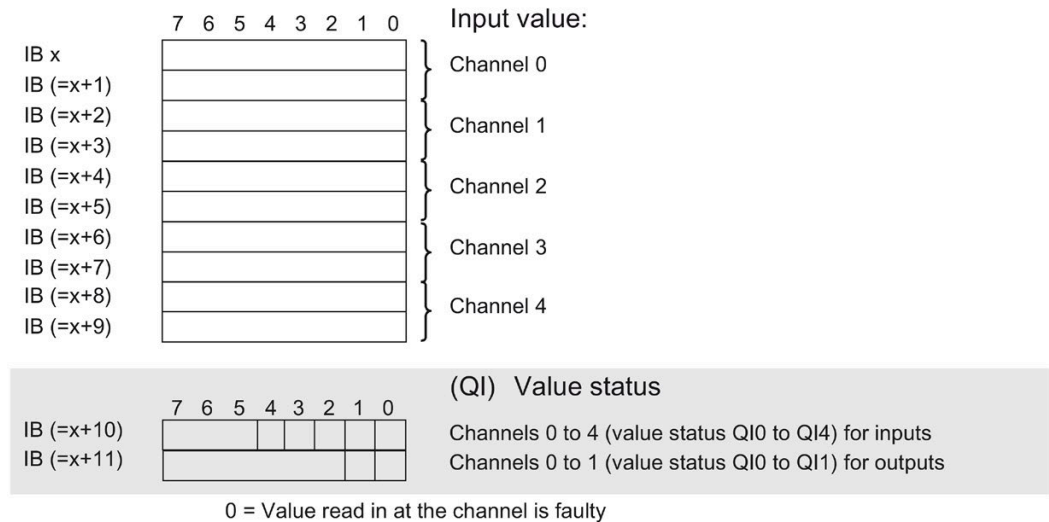 7 6 5 4 3 2 1 0 Input value:
IB x
IB (=x+1)
Channel 0
IB (=x+2)
IB (=x+3)
Channel 1
IB (=x+4)
IB (=x+5)
Channel 2
IB (=x+6)
IB (=x+7)
Channel 3
IB (=x+8)
IB (=x+9)
Channel 4
(QI) Value status
7 6 5 4 3 2 1 0
IB (=x+10) Channels 0 to 4 (value status QI0 to QI4) for inputs
IB (=x+11) Channels 0 to 1 (value status QI0 to QI1) for outputs
0 = Value read in at the channel is faulty